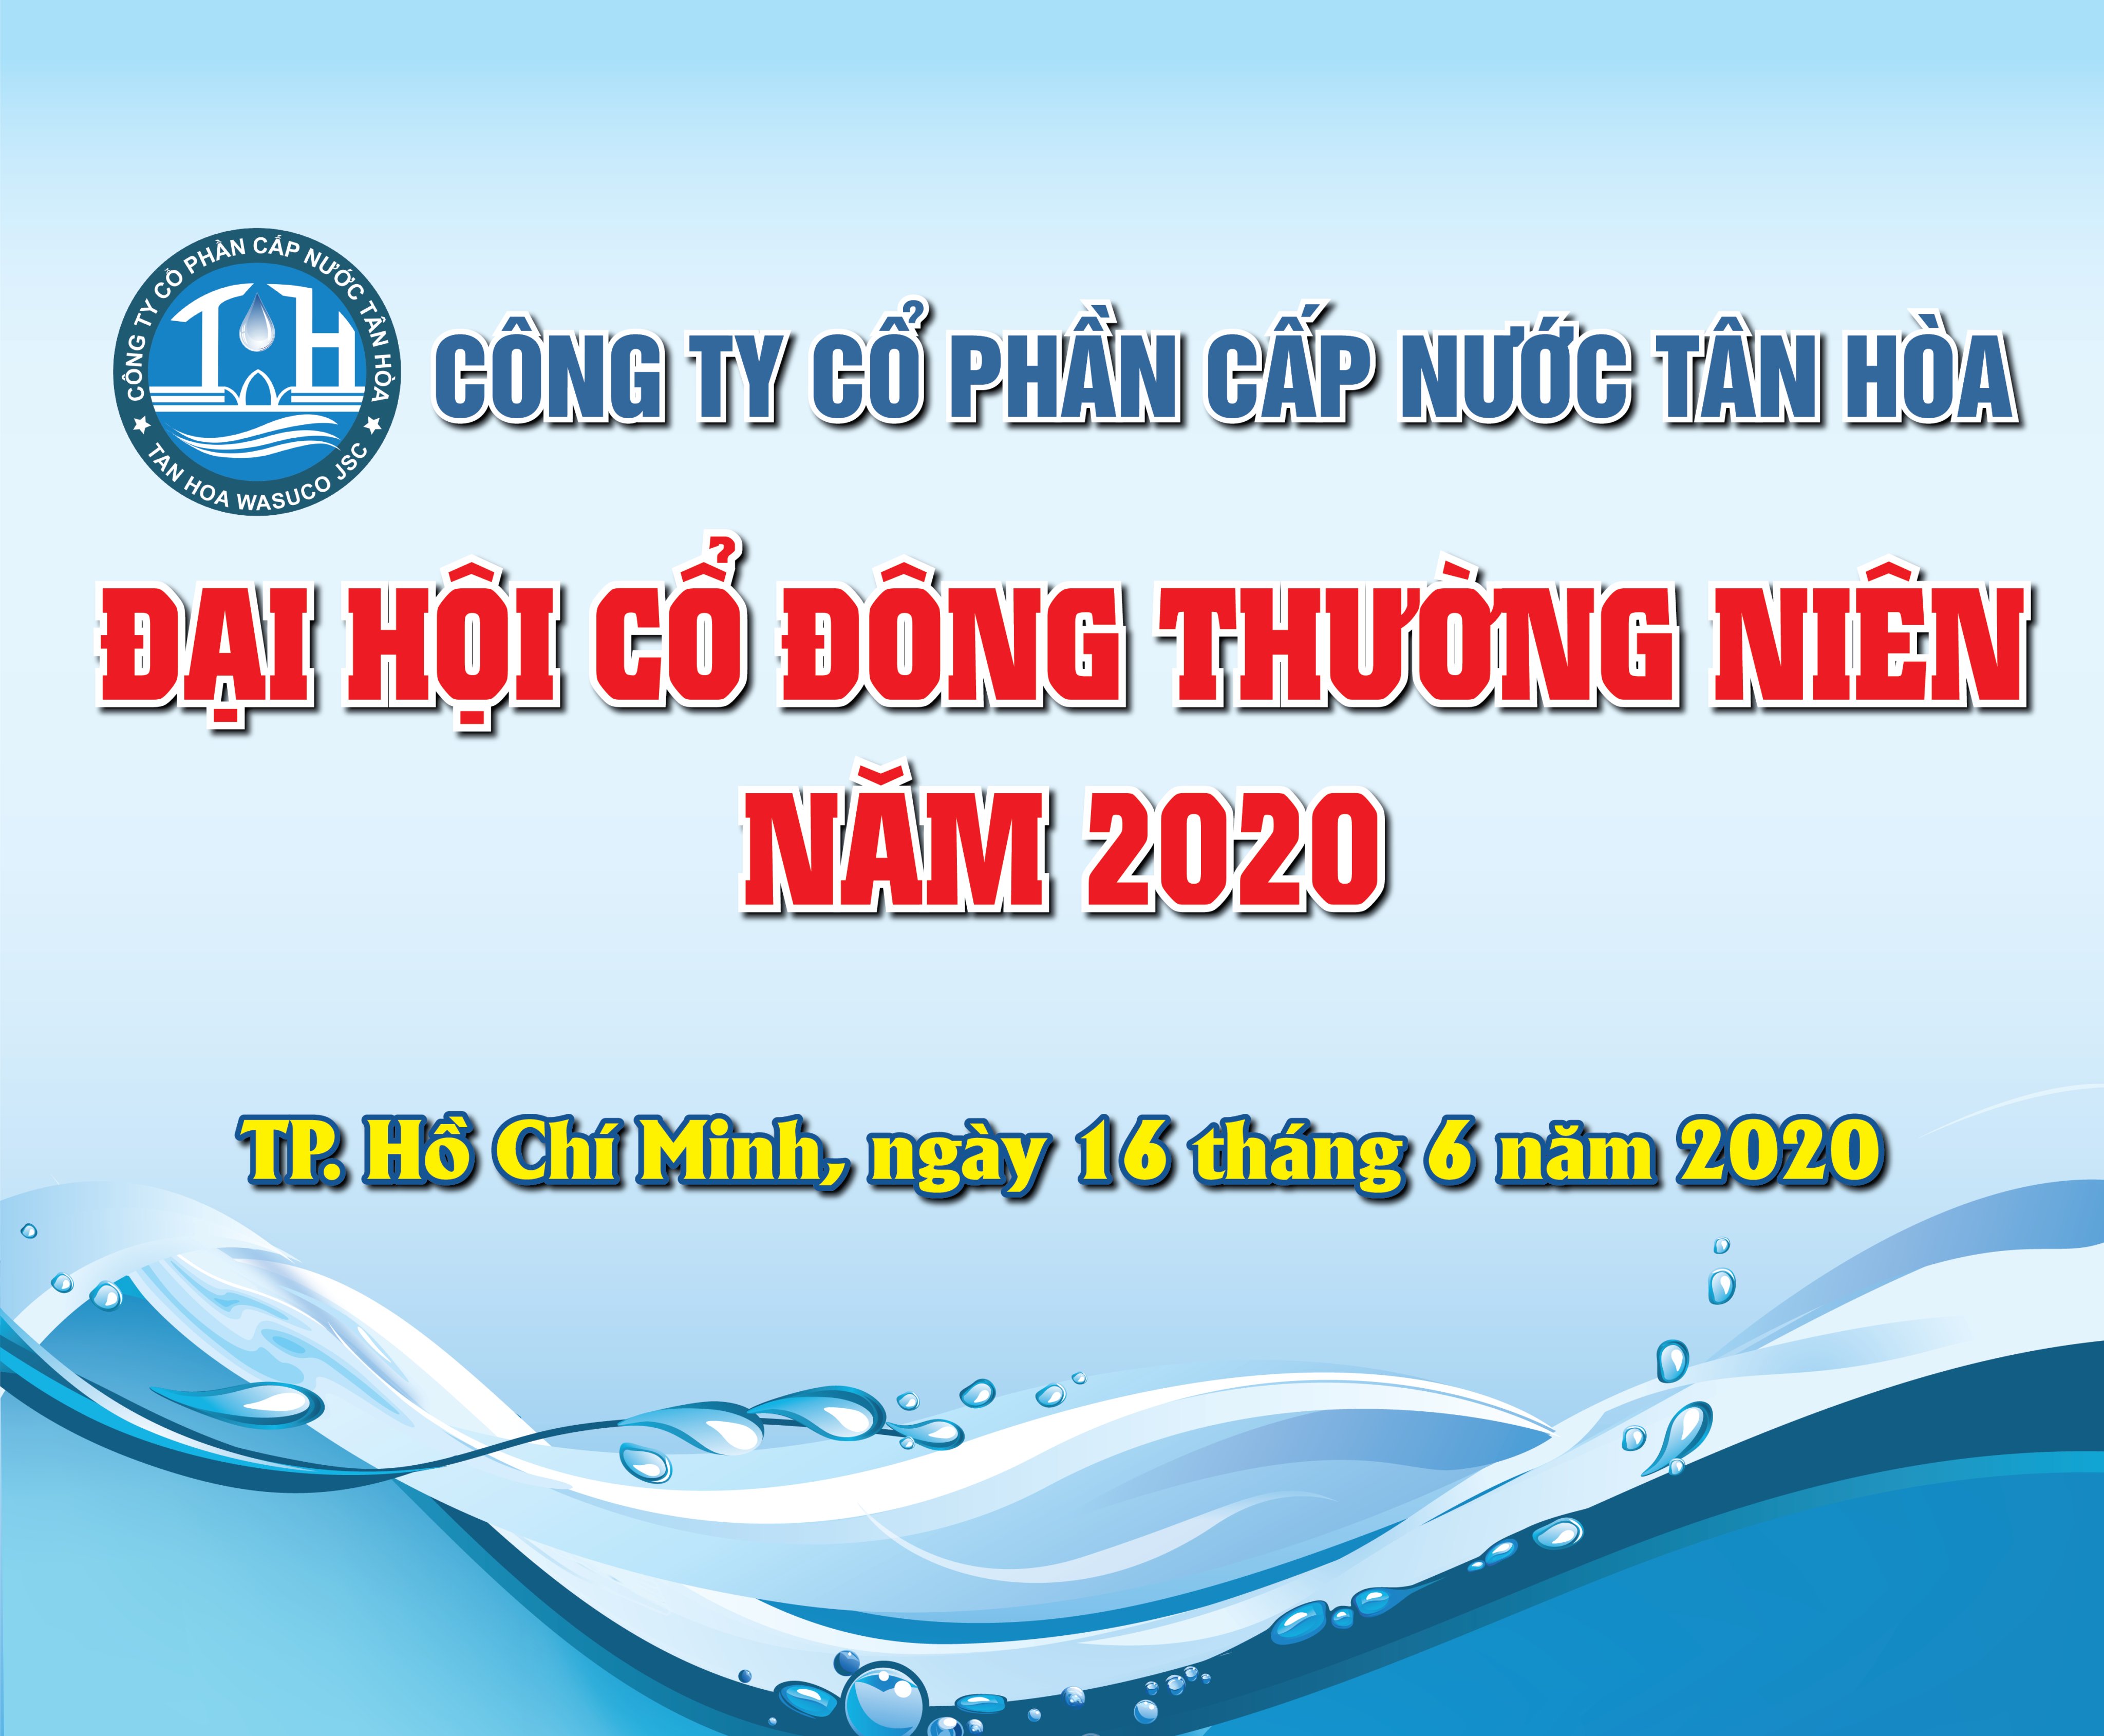 CÔNG TY CỔ PHẦN CẤP NƯỚC TÂN HÒA
TAN HOA WASUCO JSC
CÔNG TY CỔ PHẦN CẤP NƯỚC TÂN HÒA
ĐẠI HỘI CỔ ĐÔNG THƯỜNG NIÊN
NĂM 2020
TP. Hồ Chí Minh, ngày 16 tháng 6 năm 2020